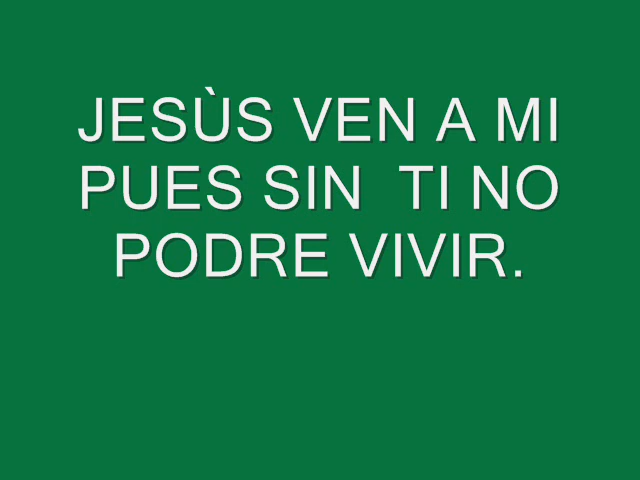 JESÙS VEN A MI
PUES SIN  TI NO
PODRE VIVIR.